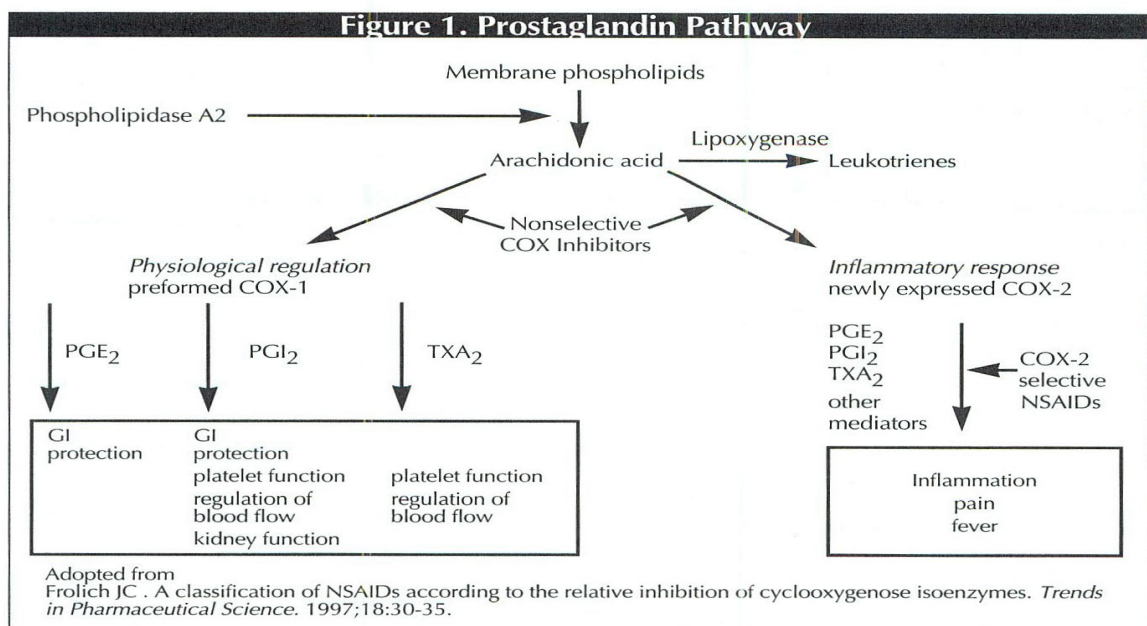 Figure 1. Prostaglandin Pathway
Membrane phospholipids
Phospholipidase A2
Lipoxygenase
Arachidonic acid
Leukotrienes
Nonselective
COX Inhibitors
Physiological regulation
preformed COX-1
Inflammatory response
newly expressed COX-2
PGE2
PGI2
TXA2
PGE2
PGI2
TXA2
other
mediators
COX-2
selective
NSAIDs
GI
protection
GI
protection
platelet function
regulation of
blood flow
kidney function
platelet function
regulation of
blood flow
Inflammation
pain
fever
Adopted from
Frolich JC . A classification of NSAIDs according to the relative inhibition of cyclooxygenose isoenzymes. Trends
in Pharmaceutical Science. 1997;18:30-35.